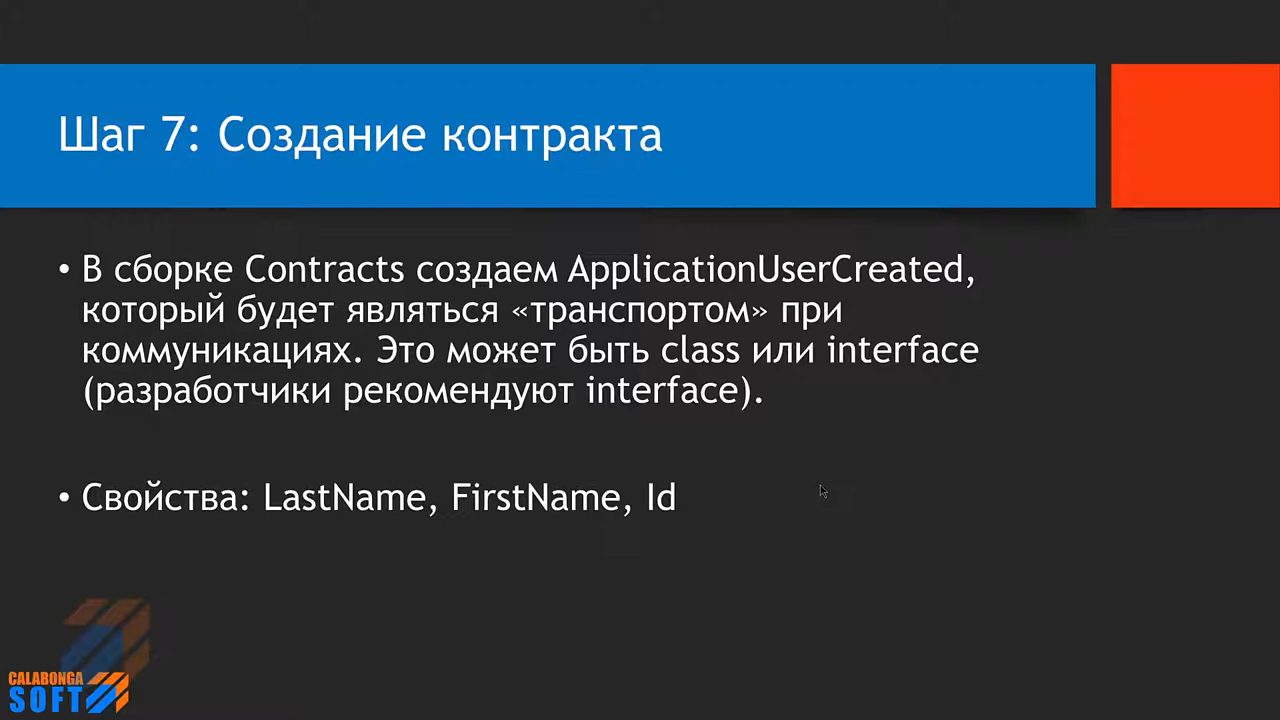 Шаг 7: Создание контракта
• В сборке Contracts создаем ApplicationUserCreated,
который будет являться «транспортом» при
коммуникациях. Это может быть class или interface
(разработчики рекомендуют interface).
• Свойства: LastName, FirstName, Id
CALABONGA
SOFT